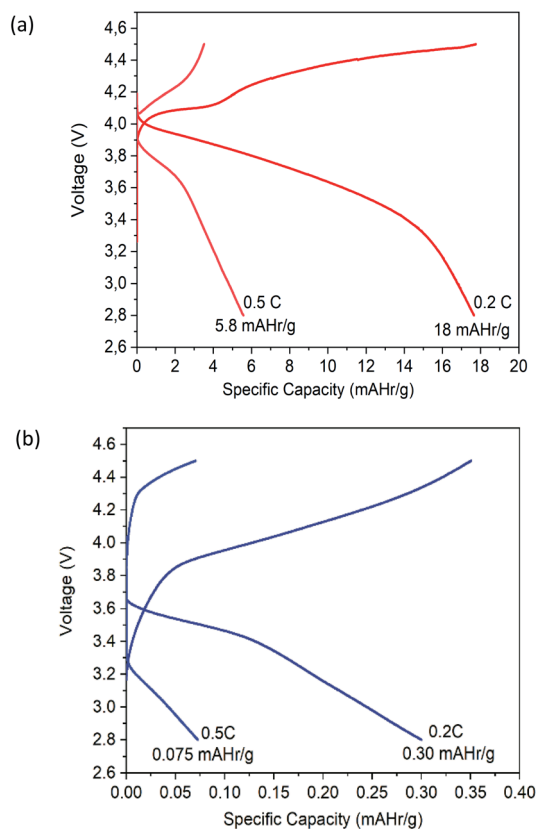 (a)
4.6
4.4
4,2
4.0
3.8
3,6
3,4
3,2
3,0
2.8
2,6
Voltage (V)
0.5 C
5.8 mAHr/g
0.2 C
18 mAHr/g
0 2 4 6 8 10 12 14 16 18 20
Specific Capacity (mAHr/g)
(b)
4.6
4.4
4.2
4.0
3.8
3.6
3.4
3.2
3.0
2.8
2.6
Voltage (V)
0.5C
0.075 mAHr/g
0.2C
0.30 mAHr/g
0.00 0.05 0.10 0.15 0.20 0.25 0.30 0.35 0.40
Specific Capacity (mAHr/g)